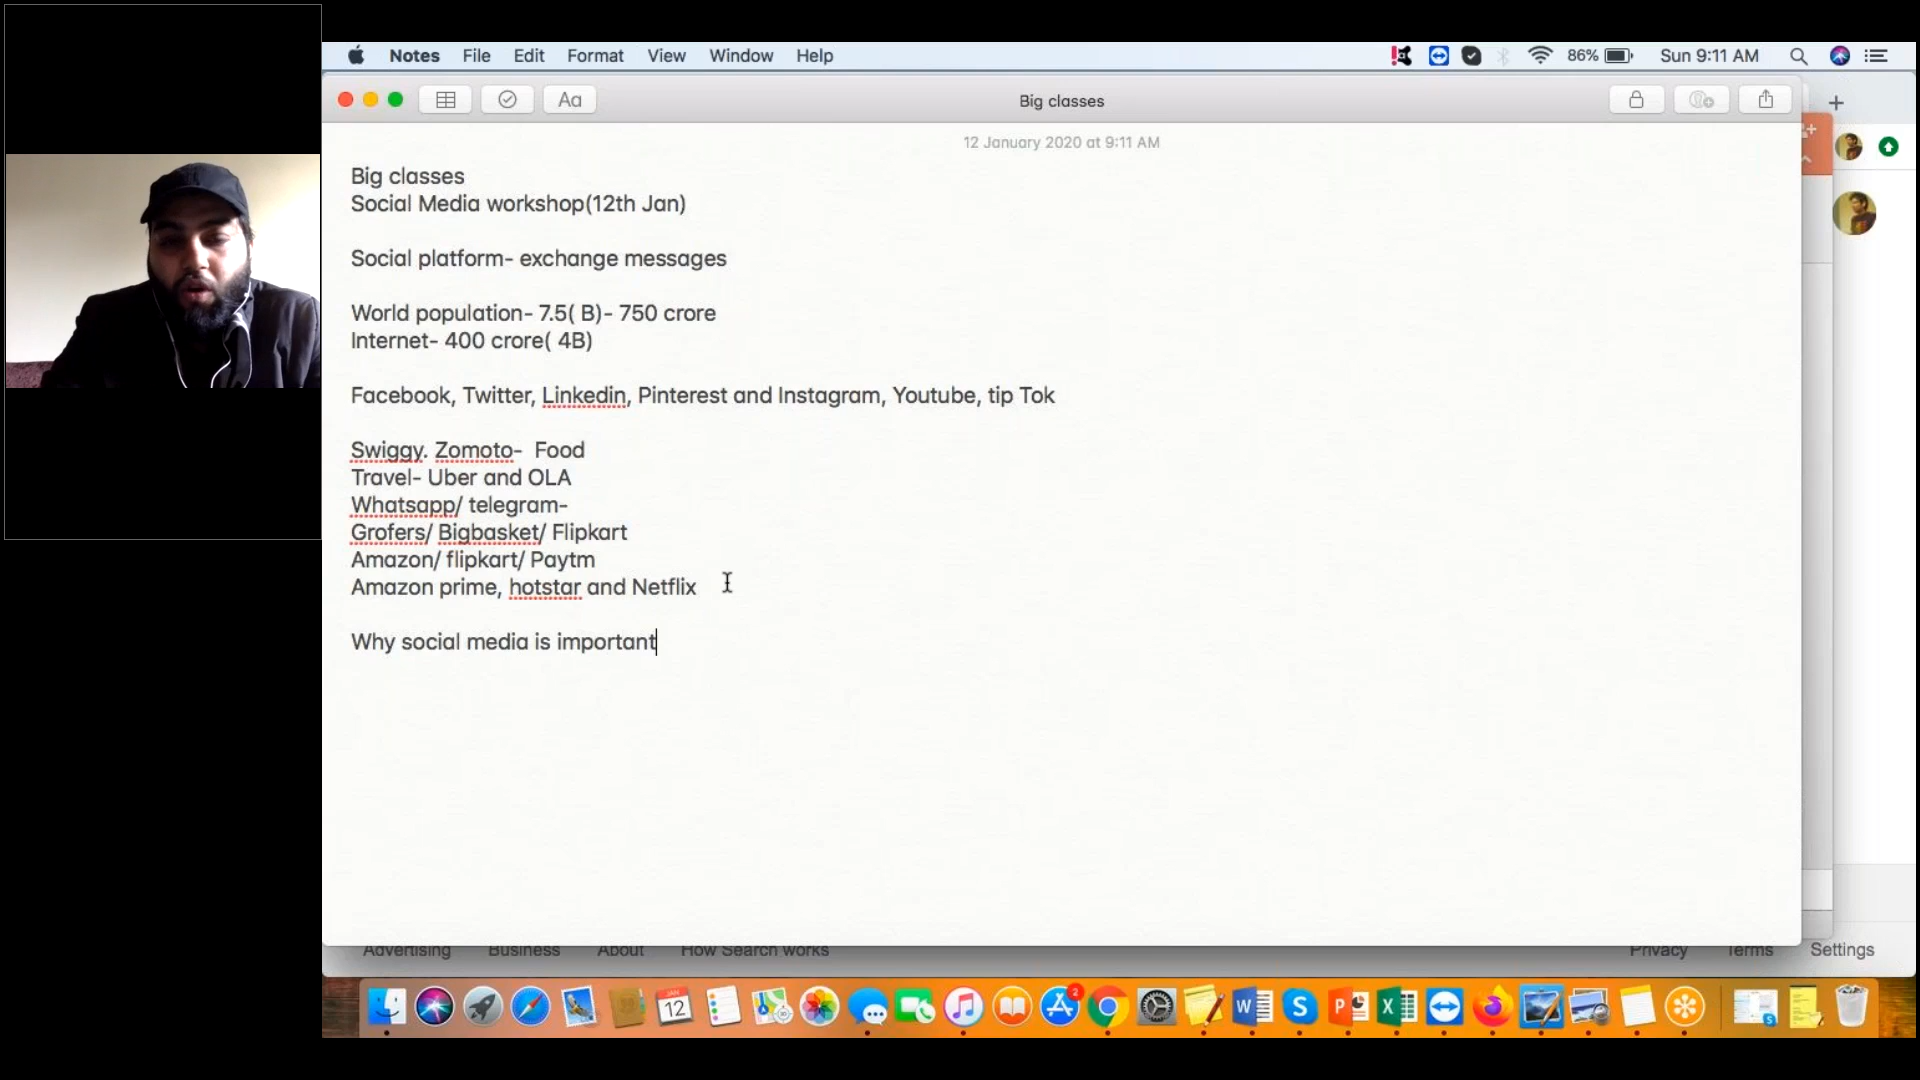 Notes File Edit Format View Window Help 86% Sun 9:11 AM
Aa Big classes
12 January 2020 at 9:11 AM
Big classes
Social Media workshop(12th Jan)
Social platform- exchange messages
World population- 7.5( B)- 750 crore
Internet- 400 crore( 4B)
Facebook, Twitter, Linkedin, Pinterest and Instagram, Youtube, tip Tok
Swiggy. Zomoto-  Food
Travel- Uber and OLA
Whatsapp/ telegram-
Grofers/ Bigbasket/ Flipkart
Amazon/ flipkart/ Paytm
Amazon prime, hotstar and Netflix
Why social media is important
Advertising Business About How Search works Privacy Terms Settings
JAN
12
2
W S P X
S